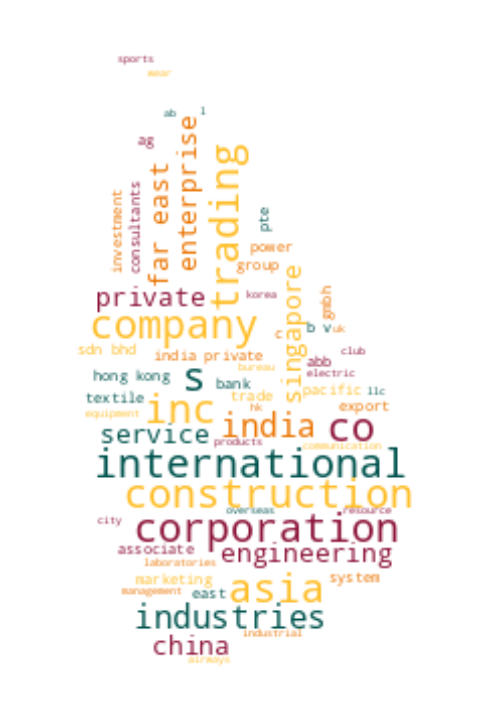 sports
wear
ab
l
ag
enterprise
trading
far east
consultants
investment
pte
power
group
singapore
gmbh
private
korea
company
b v
uk
c
sdn bhd
india private
club
abb
bureau
electric
hong kong
s
bank
pacific
llc
textile
trade
inc
hk
export
equipment
india
co
service
products
communication
international
construction
overseas
resource
city
corporation
associate
engineering
laboratories
marketing
system
management
east
asia
industries
industrial
china
airways